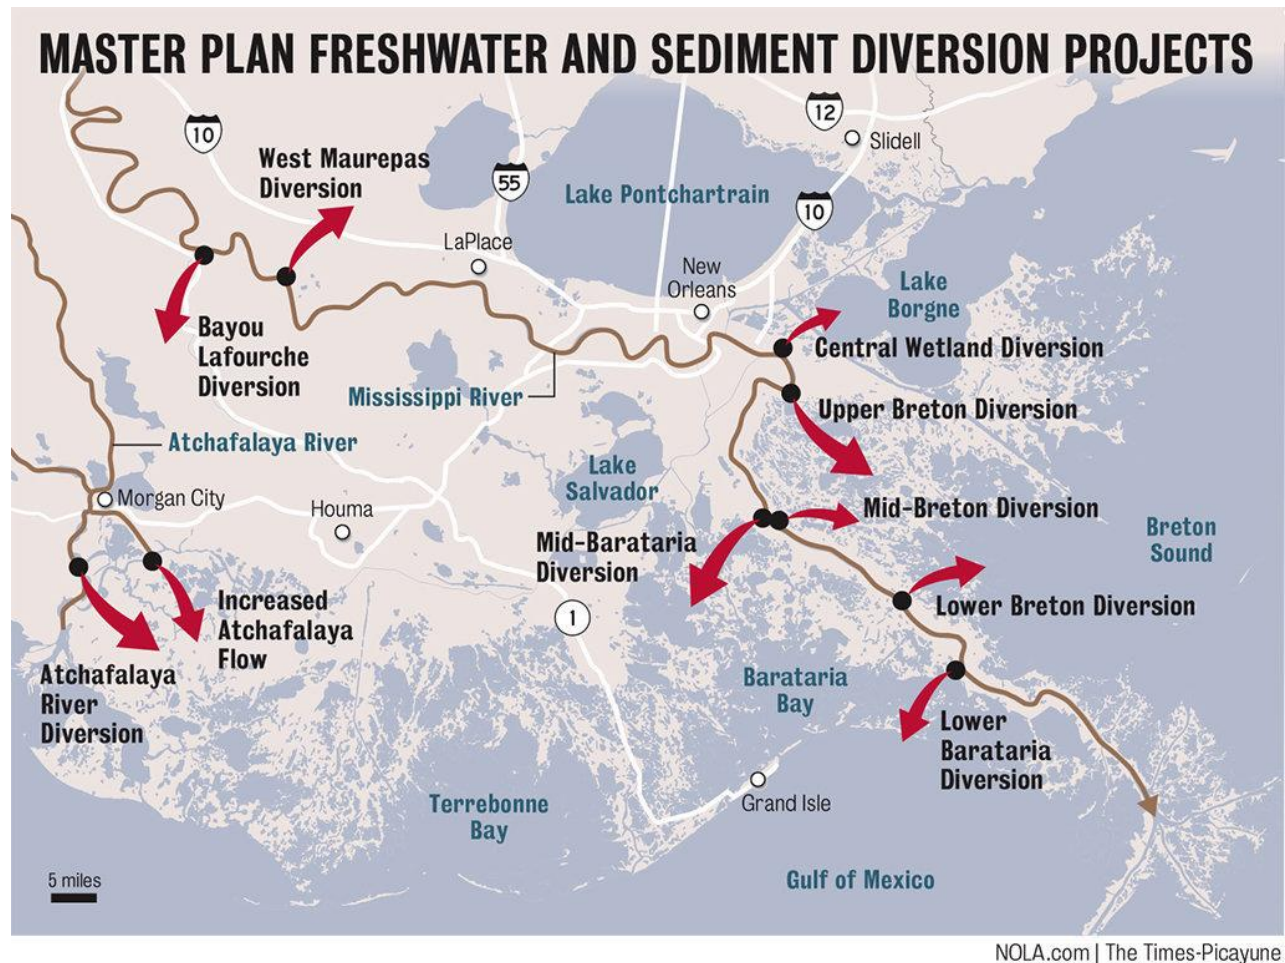 MASTER PLAN FRESHWATER AND SEDIMENT DIVERSION PROJECTS
10
12
Slidell
West Maurepas
Diversion
55
Lake Pontchartrain
10
LaPlace
New
Orleans
Lake
Borgne
Bayou
Lafourche
Diversion
Central Wetland Diversion
Mississippi River
Upper Breton Diversion
Atchafalaya River
Lake
Salvador
Morgan City
Houma
Mid-Breton Diversion
Mid-Barataria
Diversion
Breton
Sound
Increased
Atchafalaya
Flow
1
Lower Breton Diversion
Atchafalaya
River
Diversion
Barataria
Bay
Lower
Barataria
Diversion
Terrebonne
Bay
Grand Isle
5 miles
Gulf of Mexico
NOLA.com | The Times-Picayune